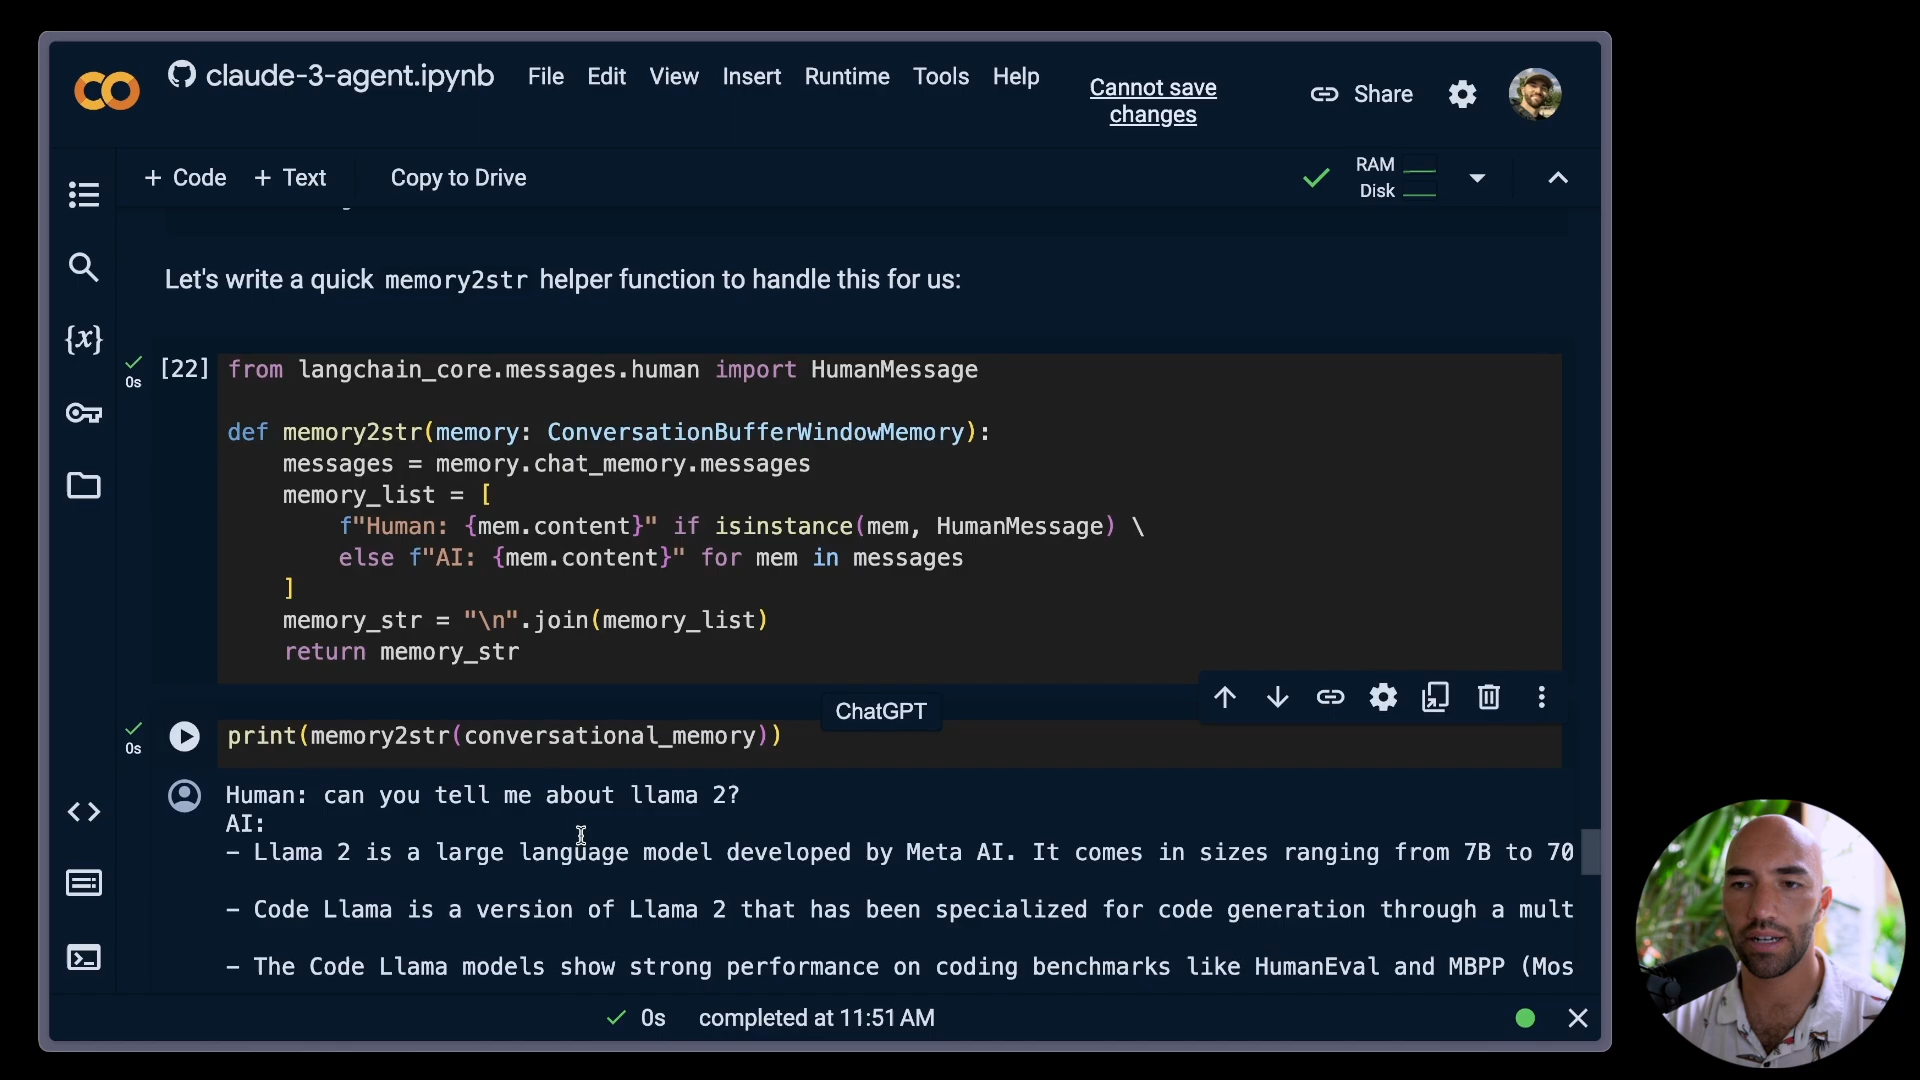 claude-3-agent.ipynb File Edit View Insert Runtime Tools Help
Cannot save
changes
Share
+ Code + Text Copy to Drive
RAM
Disk
Let's write a quick memory2str helper function to handle this for us:
{x}
0s
[22] from langchain_core.messages.human import HumanMessage
def memory2str(memory: ConversationBufferWindowMemory):
    messages = memory.chat_memory.messages
    memory_list = [
        f"Human: {mem.content}" if isinstance(mem, HumanMessage) \
        else f"AI: {mem.content}" for mem in messages
    ]
    memory_str = "\n".join(memory_list)
    return memory_str
ChatGPT
0s
print(memory2str(conversational_memory))
Human: can you tell me about llama 2?
AI:
– Llama 2 is a large language model developed by Meta AI. It comes in sizes ranging from 7B to 70
– Code Llama is a version of Llama 2 that has been specialized for code generation through a mult
– The Code Llama models show strong performance on coding benchmarks like HumanEval and MBPP (Mos
0s completed at 11:51 AM